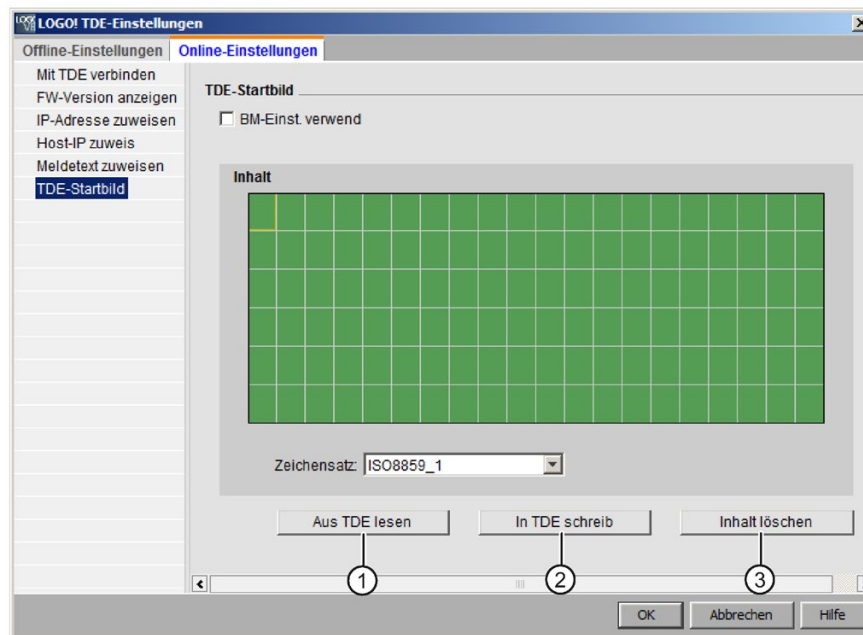 LOGO! TDE-Einstellungen
Offline-Einstellungen Online-Einstellungen
Mit TDE verbinden
FW-Version anzeigen
IP-Adresse zuweisen
Host-IP zuweis
Meldetext zuweisen
TDE-Startbild
TDE-Startbild
BM-Einst. verwend
Inhalt
Zeichensatz: ISO8859_1
Aus TDE lesen In TDE schreib Inhalt löschen
1 2 3
OK Abbrechen Hilfe